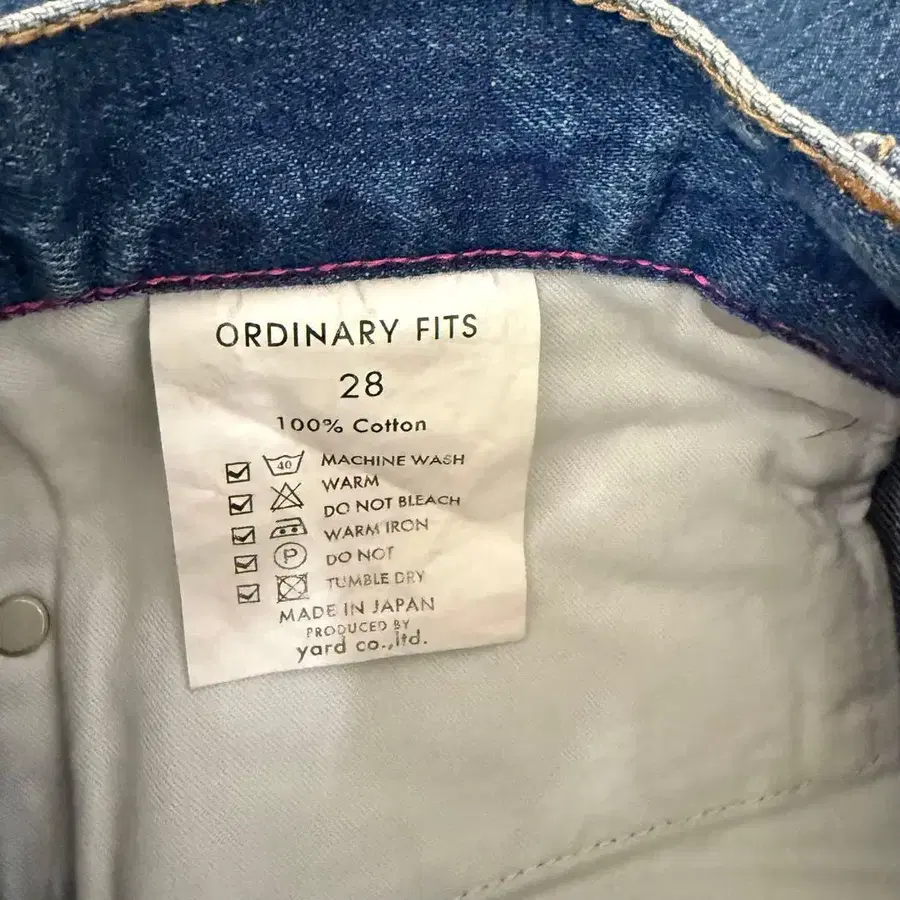 ORDINARY FITS
28
100% Cotton
40 MACHINE WASH
WARM
DO NOT BLEACH
WARM IRON
P DO NOT
TUMBLE DRY
MADE IN JAPAN
PRODUCED BY
yard co.,ltd.